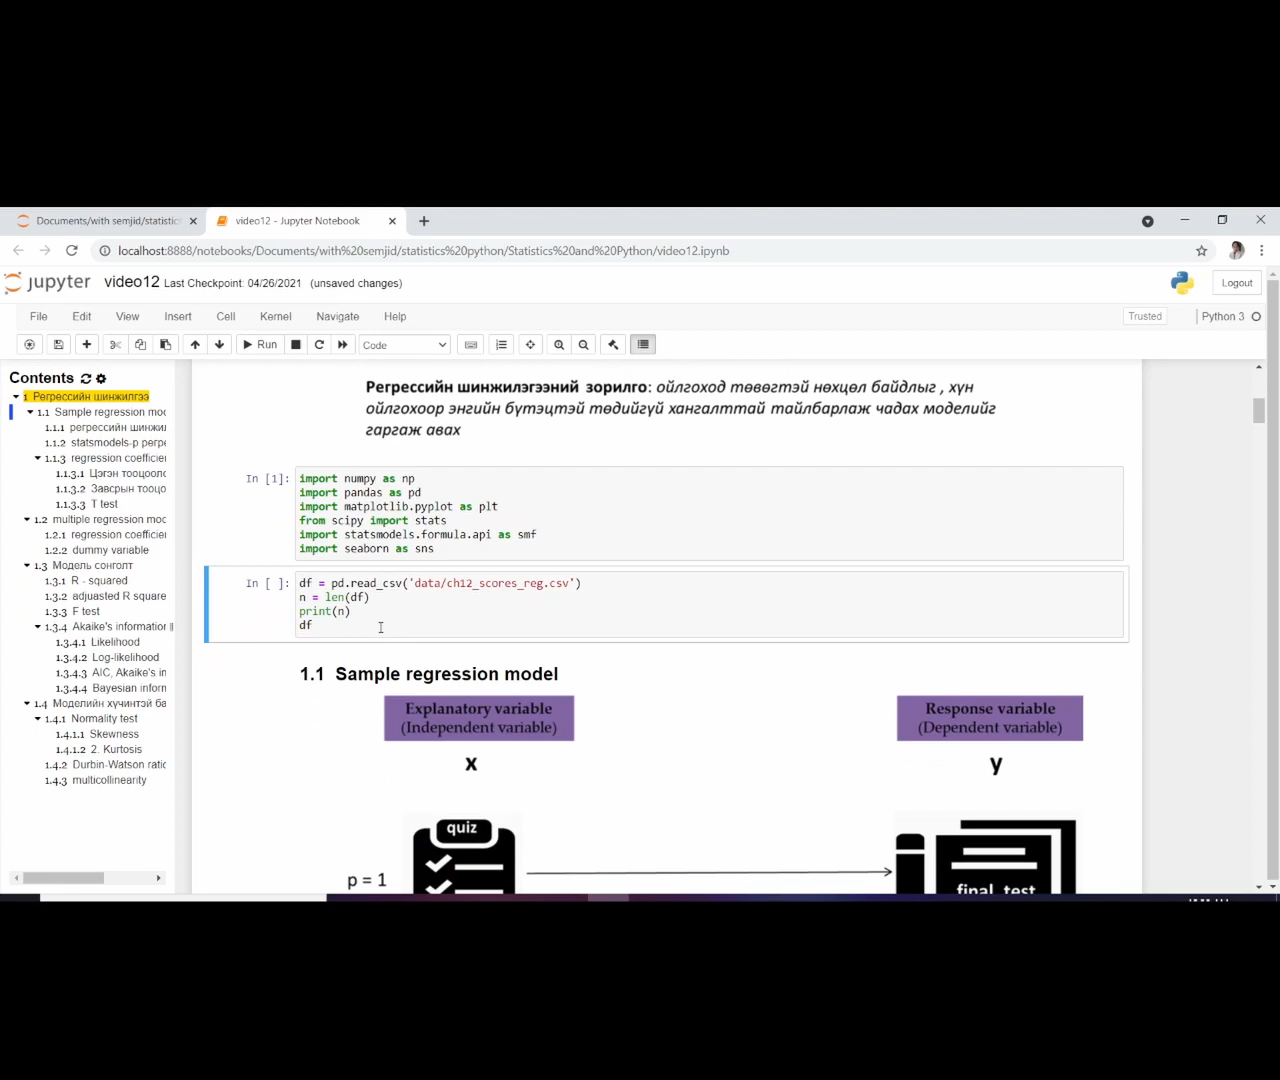 Documents/with semjid/statistic
video12 - Jupyter Notebook
localhost:8888/notebooks/Documents/with%20semjid/statistics%20python/Statistics%20and%20Python/video12.ipynb
jupyter video12 Last Checkpoint: 04/26/2021 (unsaved changes)
Logout
File Edit View Insert Cell Kernel Navigate Help
Trusted Python 3
Run Code
Contents
1 Регрессийн шинжилгээ
1.1 Sample regression mod
1.1.1 регрессийн шинжил
1.1.2 statsmodels-р регре
1.1.3 regression coefficien
1.1.3.1 Цэгэн тооцоол
1.1.3.2 Завсрын тооцо
1.1.3.3 T test
1.2 multiple regression mod
1.2.1 regression coefficien
1.2.2 dummy variable
1.3 Модель сонголт
1.3.1 R - squared
1.3.2 adjuasted R square
1.3.3 F test
1.3.4 Akaike's information
1.3.4.1 Likelihood
1.3.4.2 Log-likelihood
1.3.4.3 AIC, Akaike's in
1.3.4.4 Bayesian inforn
1.4 Моделийн хүчинтэй ба
1.4.1 Normality test
1.4.1.1 Skewness
1.4.1.2 2. Kurtosis
1.4.2 Durbin-Watson ratio
1.4.3 multicollinearity
Регрессийн шинжилгээний зорилго: ойлгоход төвөгтэй нөхцөл байдлыг , хүн
ойлгохоор энгийн бүтэцтэй төдийгүй хангалттай тайлбарлаж чадах моделийг
гаргаж авах
In [1]: import numpy as np
import pandas as pd
import matplotlib.pyplot as plt
from scipy import stats
import statsmodels.formula.api as smf
import seaborn as sns
In [ ]: df = pd.read_csv('data/ch12_scores_reg.csv')
n = len(df)
print(n)
df
1.1 Sample regression model
Explanatory variable
(Independent variable)
Response variable
(Dependent variable)
x
y
quiz
p = 1
final test